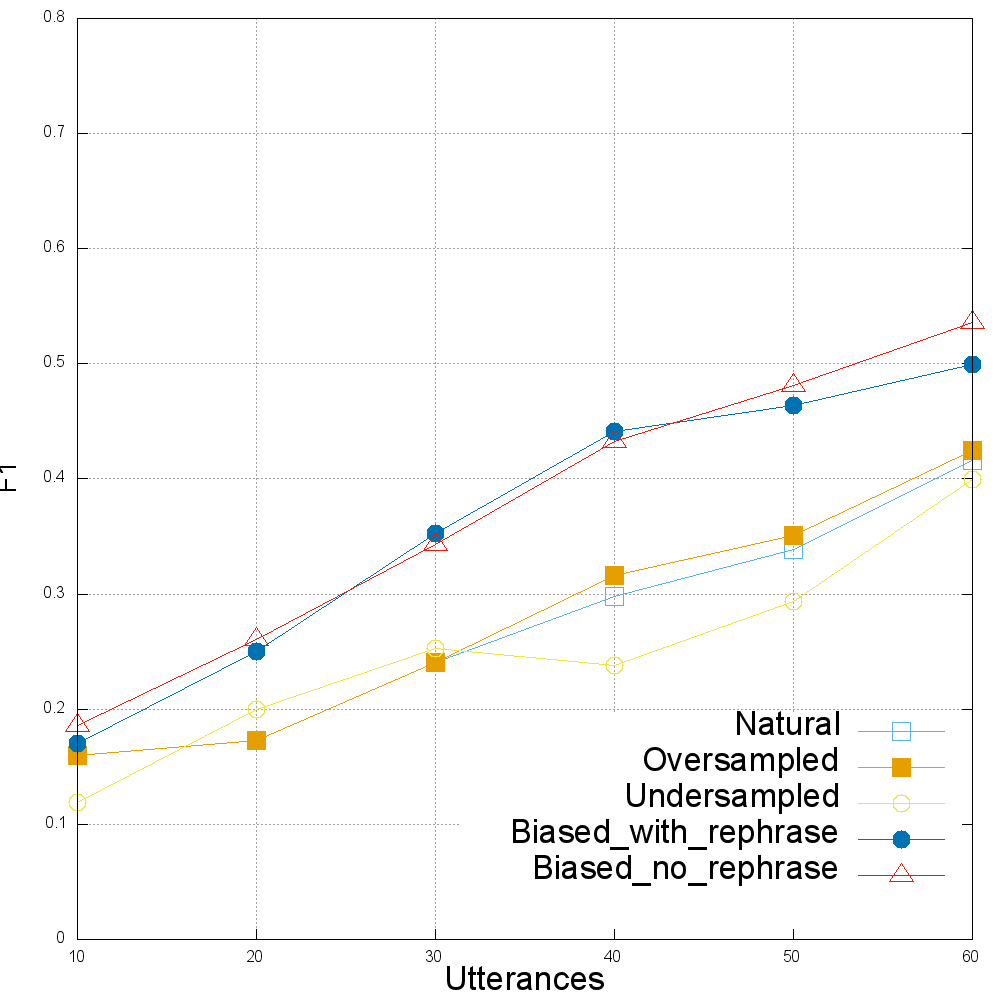 0.8
0.7
0.6
0.5
0.4
0.3
0.2
0.1
0
F1
Natural
Oversampled
Undersampled
Biased_with_rephrase
Biased_no_rephrase
10 20 30 40 50 60
Utterances